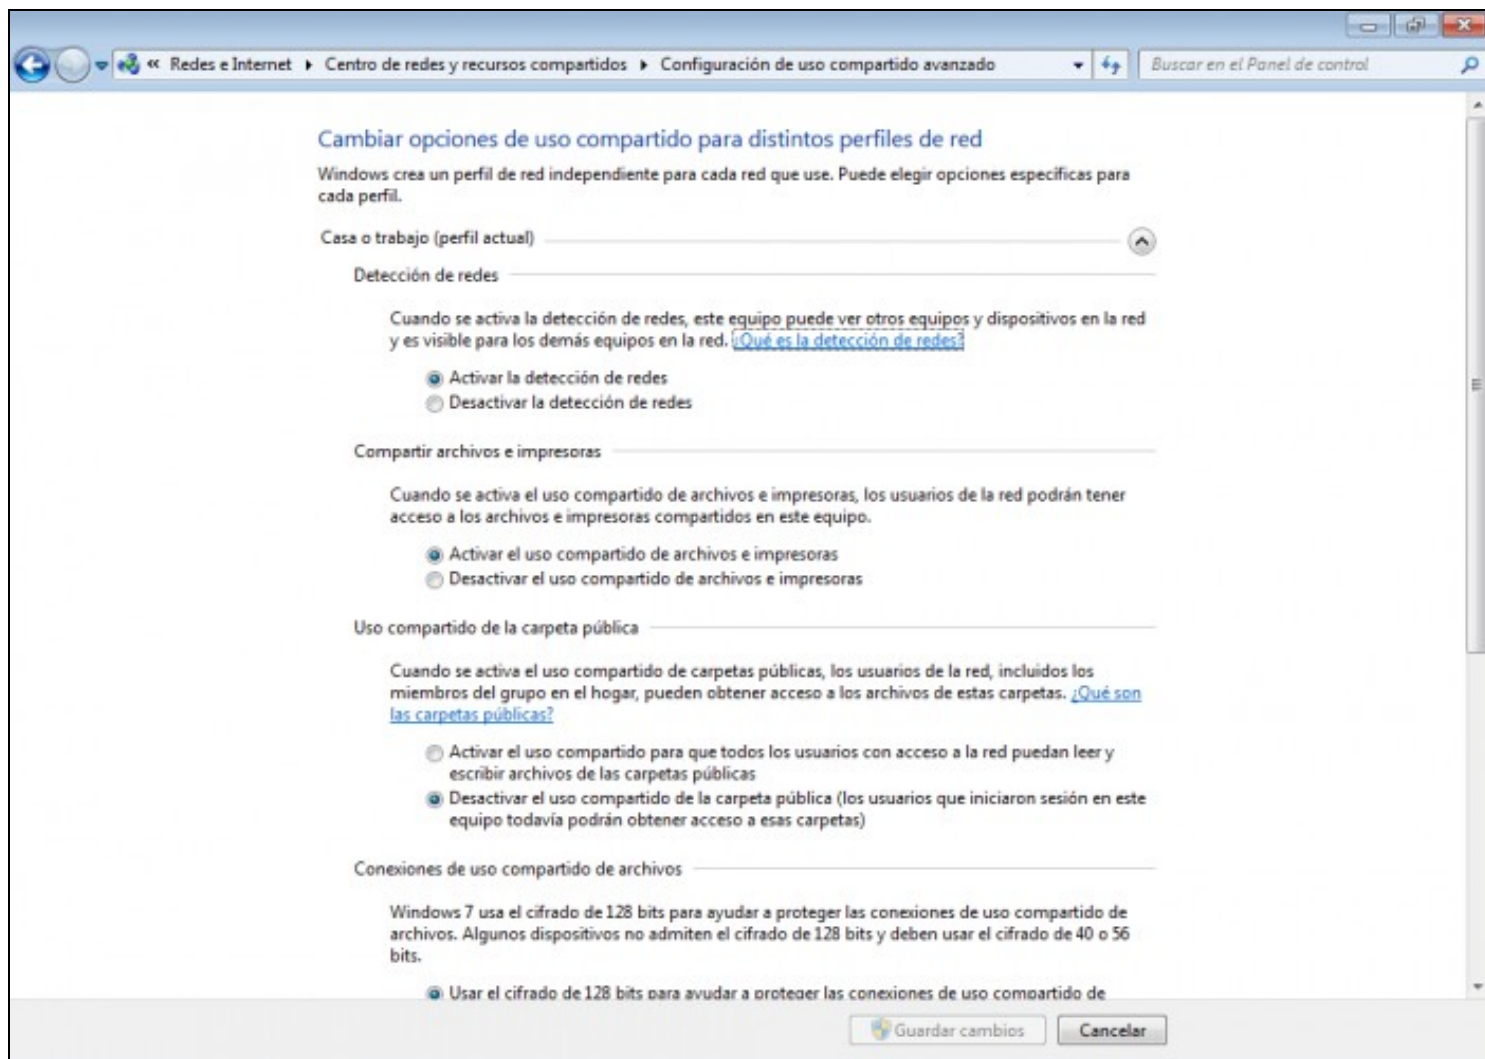 « Redes e Internet ▸ Centro de redes y recursos compartidos ▸ Configuración de uso compartido avanzado
Buscar en el Panel de control
Cambiar opciones de uso compartido para distintos perfiles de red
Windows crea un perfil de red independiente para cada red que use. Puede elegir opciones específicas para
cada perfil.
Casa o trabajo (perfil actual)
Detección de redes
Cuando se activa la detección de redes, este equipo puede ver otros equipos y dispositivos en la red
y es visible para los demás equipos en la red. ¿Qué es la detección de redes?
Activar la detección de redes
Desactivar la detección de redes
Compartir archivos e impresoras
Cuando se activa el uso compartido de archivos e impresoras, los usuarios de la red podrán tener
acceso a los archivos e impresoras compartidos en este equipo.
Activar el uso compartido de archivos e impresoras
Desactivar el uso compartido de archivos e impresoras
Uso compartido de la carpeta pública
Cuando se activa el uso compartido de carpetas públicas, los usuarios de la red, incluidos los
miembros del grupo en el hogar, pueden obtener acceso a los archivos de estas carpetas. ¿Qué son
las carpetas públicas?
Activar el uso compartido para que todos los usuarios con acceso a la red puedan leer y
escribir archivos de las carpetas públicas
Desactivar el uso compartido de la carpeta pública (los usuarios que iniciaron sesión en este
equipo todavía podrán obtener acceso a esas carpetas)
Conexiones de uso compartido de archivos
Windows 7 usa el cifrado de 128 bits para ayudar a proteger las conexiones de uso compartido de
archivos. Algunos dispositivos no admiten el cifrado de 128 bits y deben usar el cifrado de 40 o 56
bits.
Usar el cifrado de 128 bits para ayudar a proteger las conexiones de uso compartido de
Guardar cambios
Cancelar